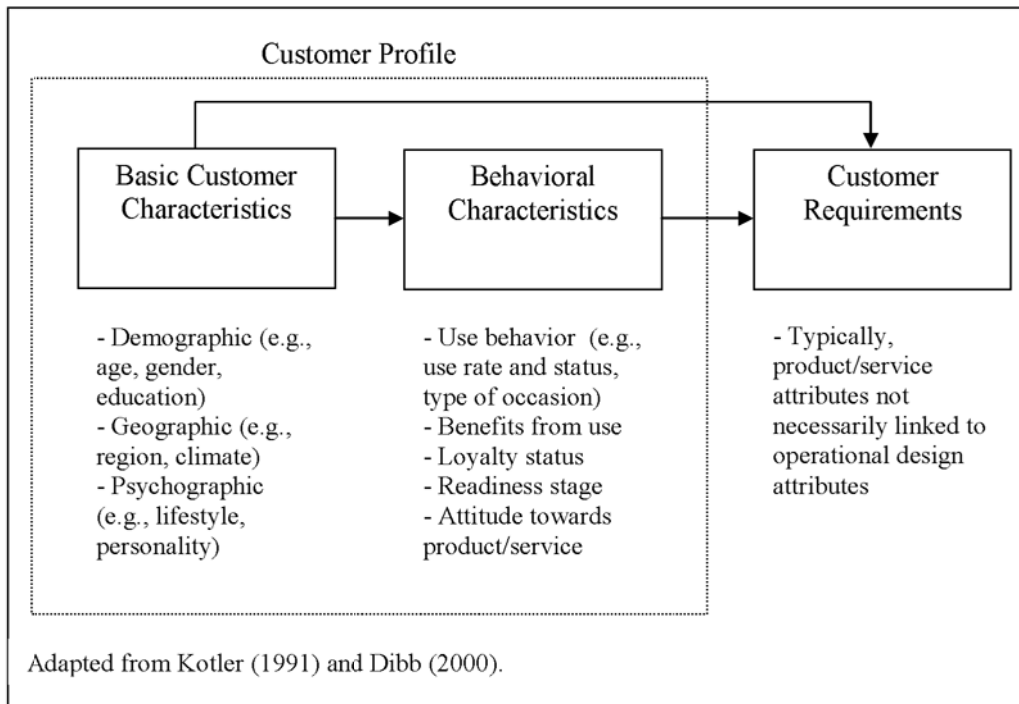 Customer Profile
Basic Customer
Characteristics
Behavioral
Characteristics
Customer
Requirements
- Demographic (e.g.,
age, gender,
education)
- Geographic (e.g.,
region, climate)
- Psychographic
(e.g., lifestyle,
personality)
- Use behavior  (e.g.,
use rate and status,
type of occasion)
- Benefits from use
- Loyalty status
- Readiness stage
- Attitude towards
product/service
- Typically,
product/service
attributes not
necessarily linked to
operational design
attributes
Adapted from Kotler (1991) and Dibb (2000).